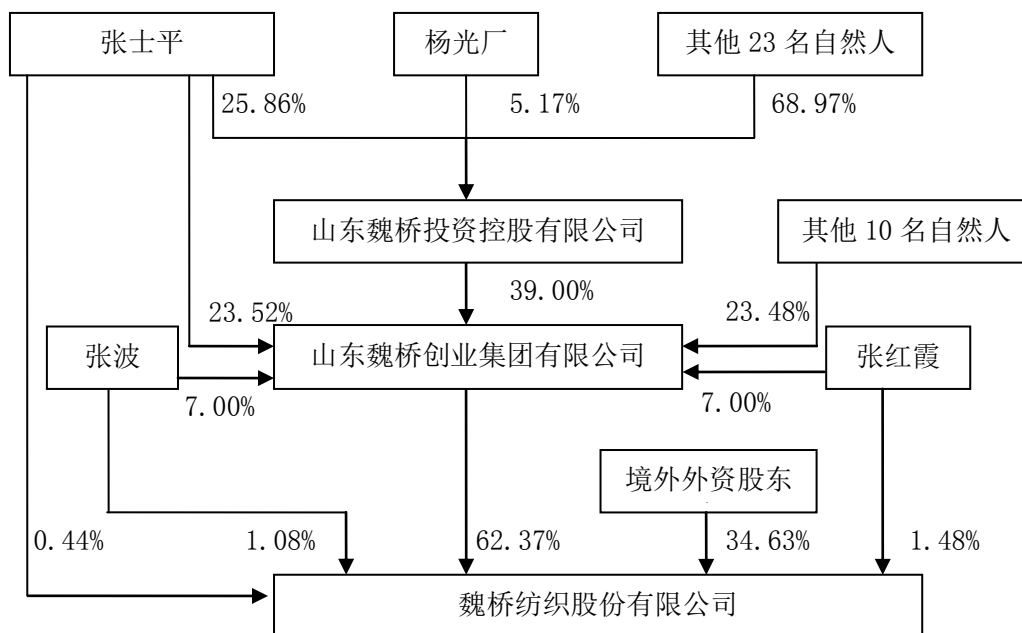 张士平
杨光厂
其他 23 名自然人
25.86%
5.17%
68.97%
山东魏桥投资控股有限公司
其他 10 名自然人
39.00%
23.52%
23.48%
张波
山东魏桥创业集团有限公司
张红霞
7.00%
7.00%
境外外资股东
0.44%
1.08%
62.37%
34.63%
1.48%
魏桥纺织股份有限公司